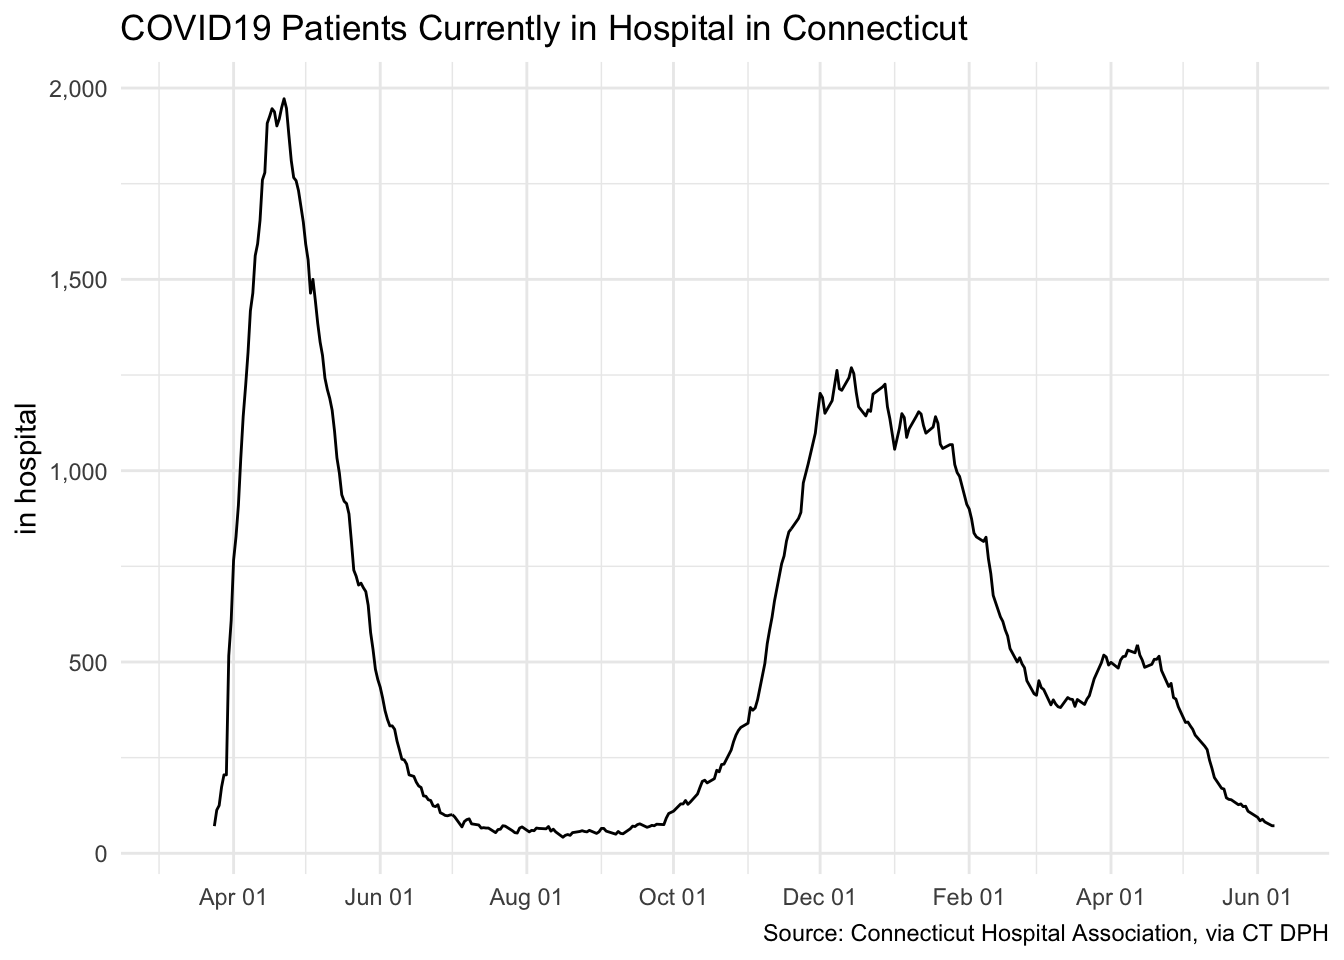 COVID19 Patients Currently in Hospital in Connecticut
2,000
1,500
1,000
500
0
in hospital
Apr 01
Jun 01
Aug 01
Oct 01
Dec 01
Feb 01
Apr 01
Jun 01
Source: Connecticut Hospital Association, via CT DPH